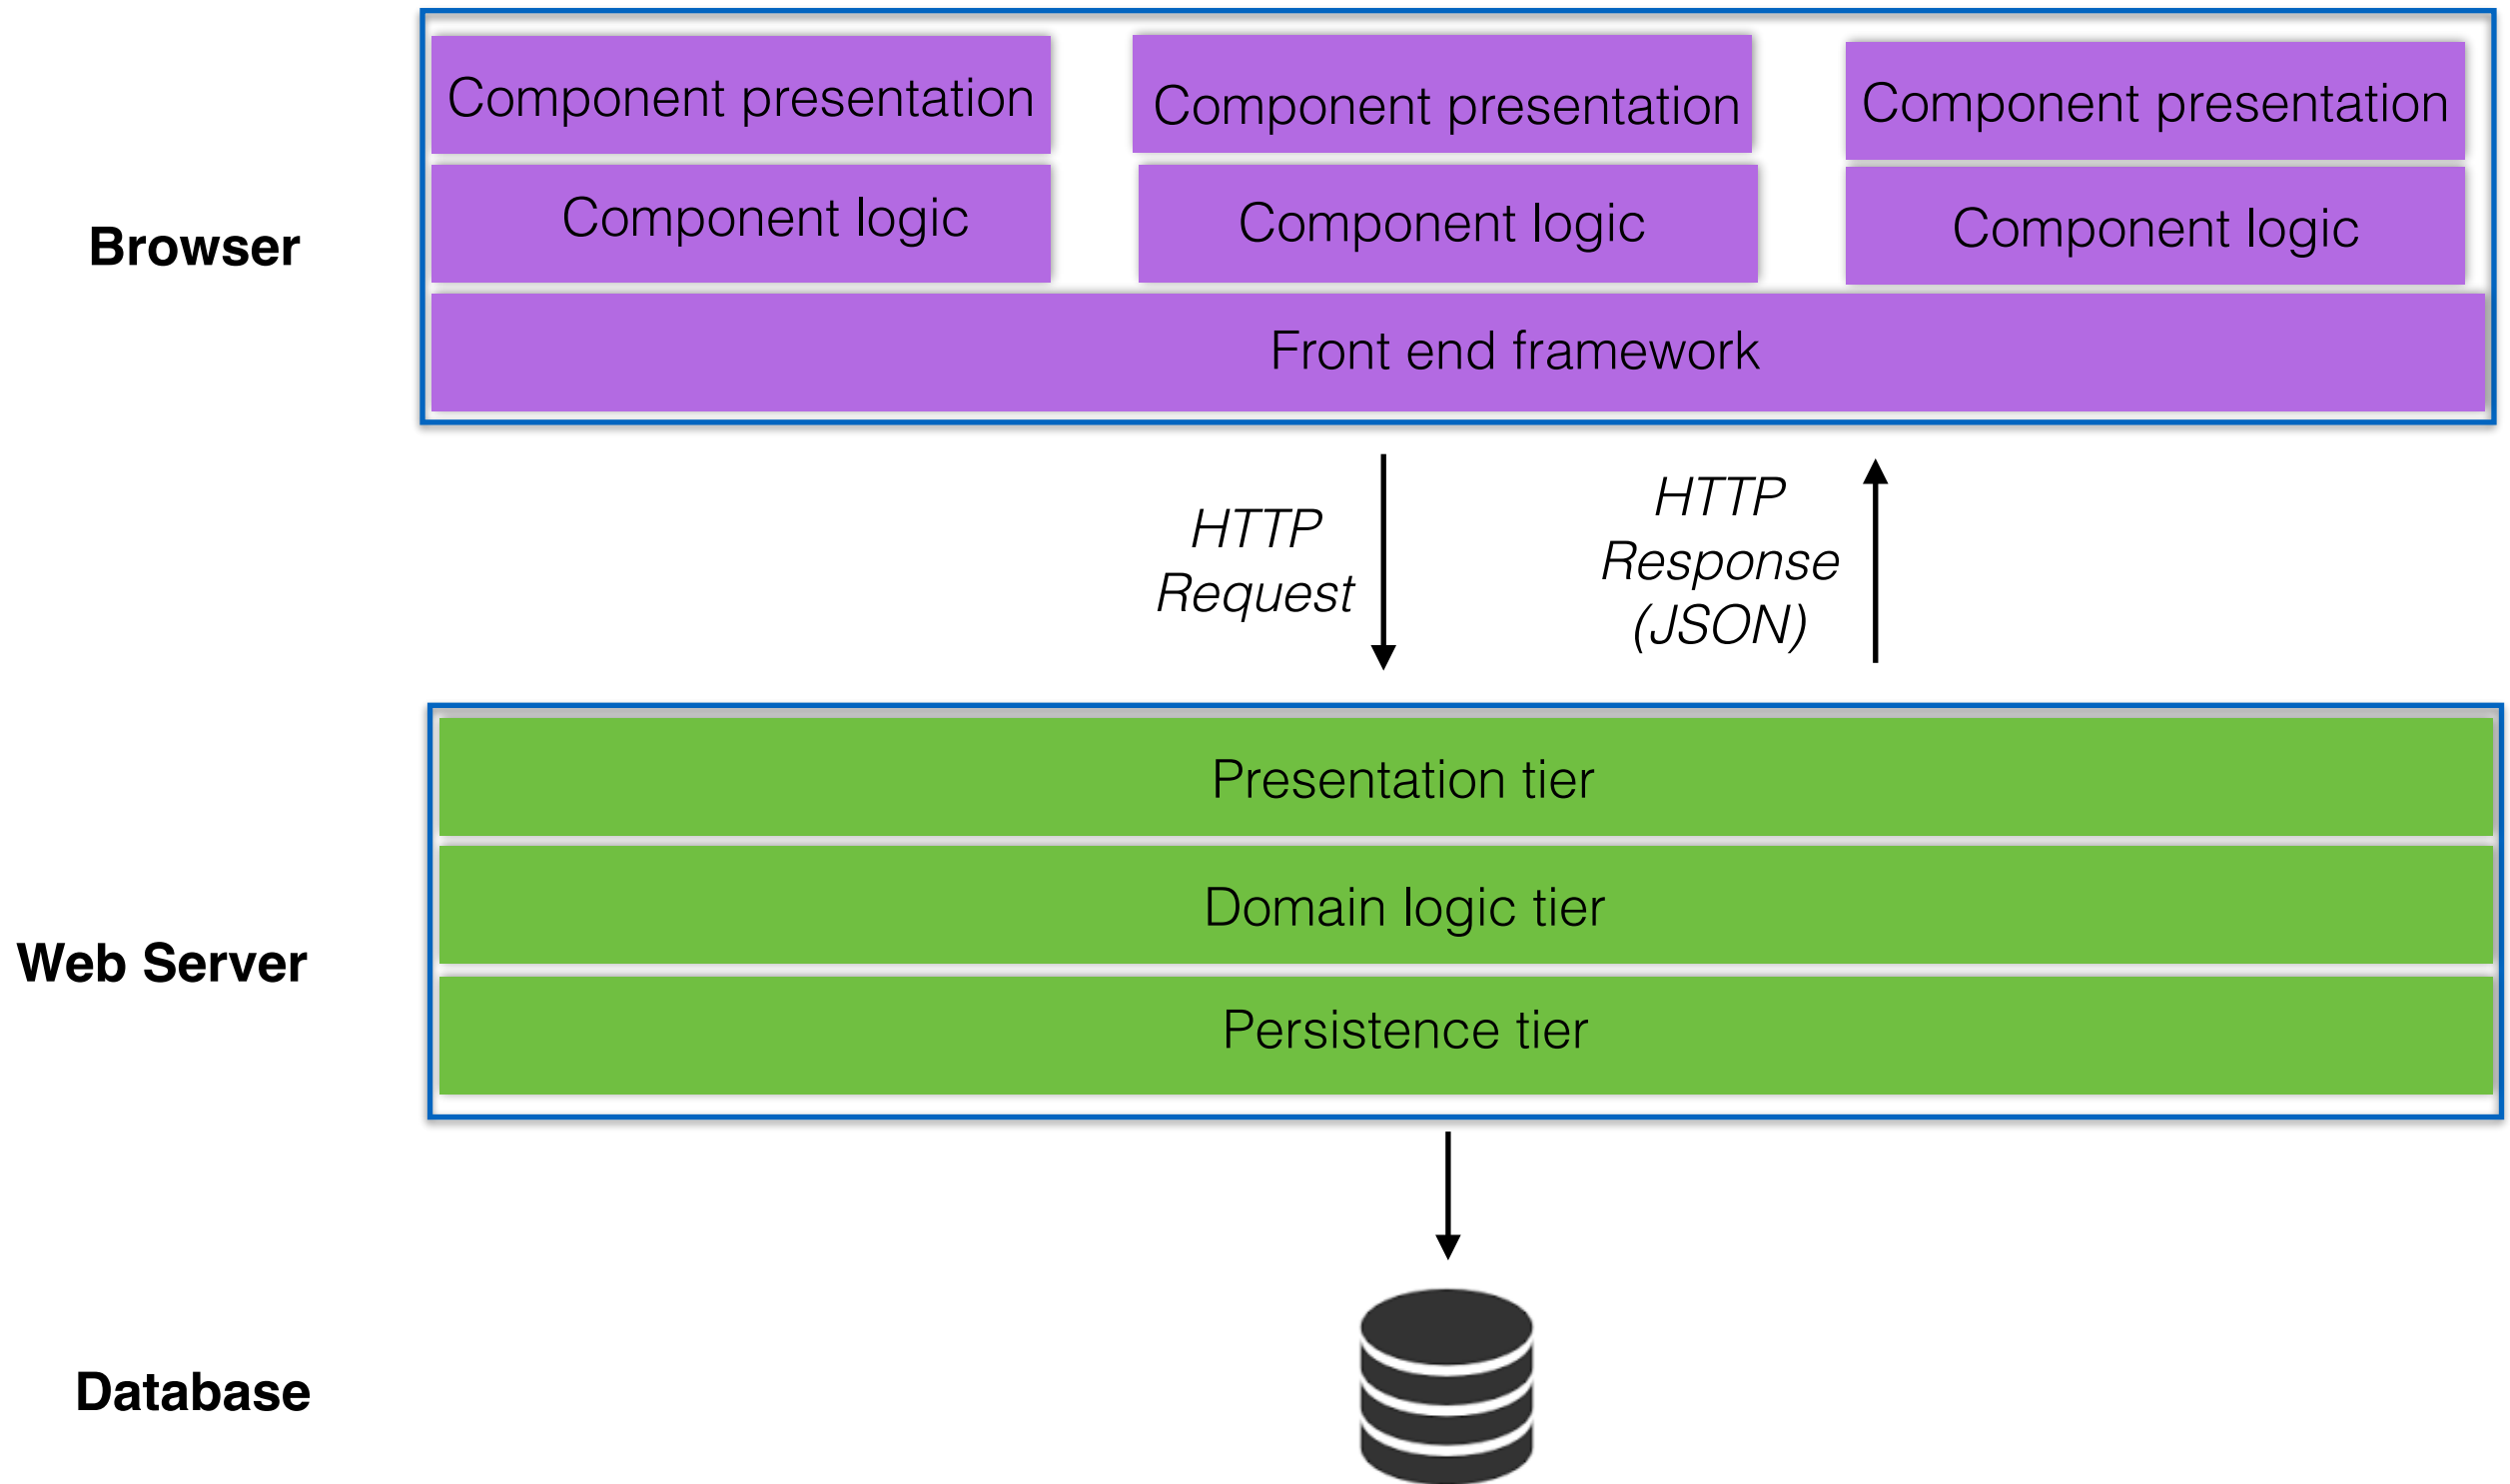 Component presentation
Component presentation
Component presentation
Component logic
Component logic
Component logic
Browser
Front end framework
HTTP
Request
HTTP
Response
(JSON)
Presentation tier
Domain logic tier
Web Server
Persistence tier
Database